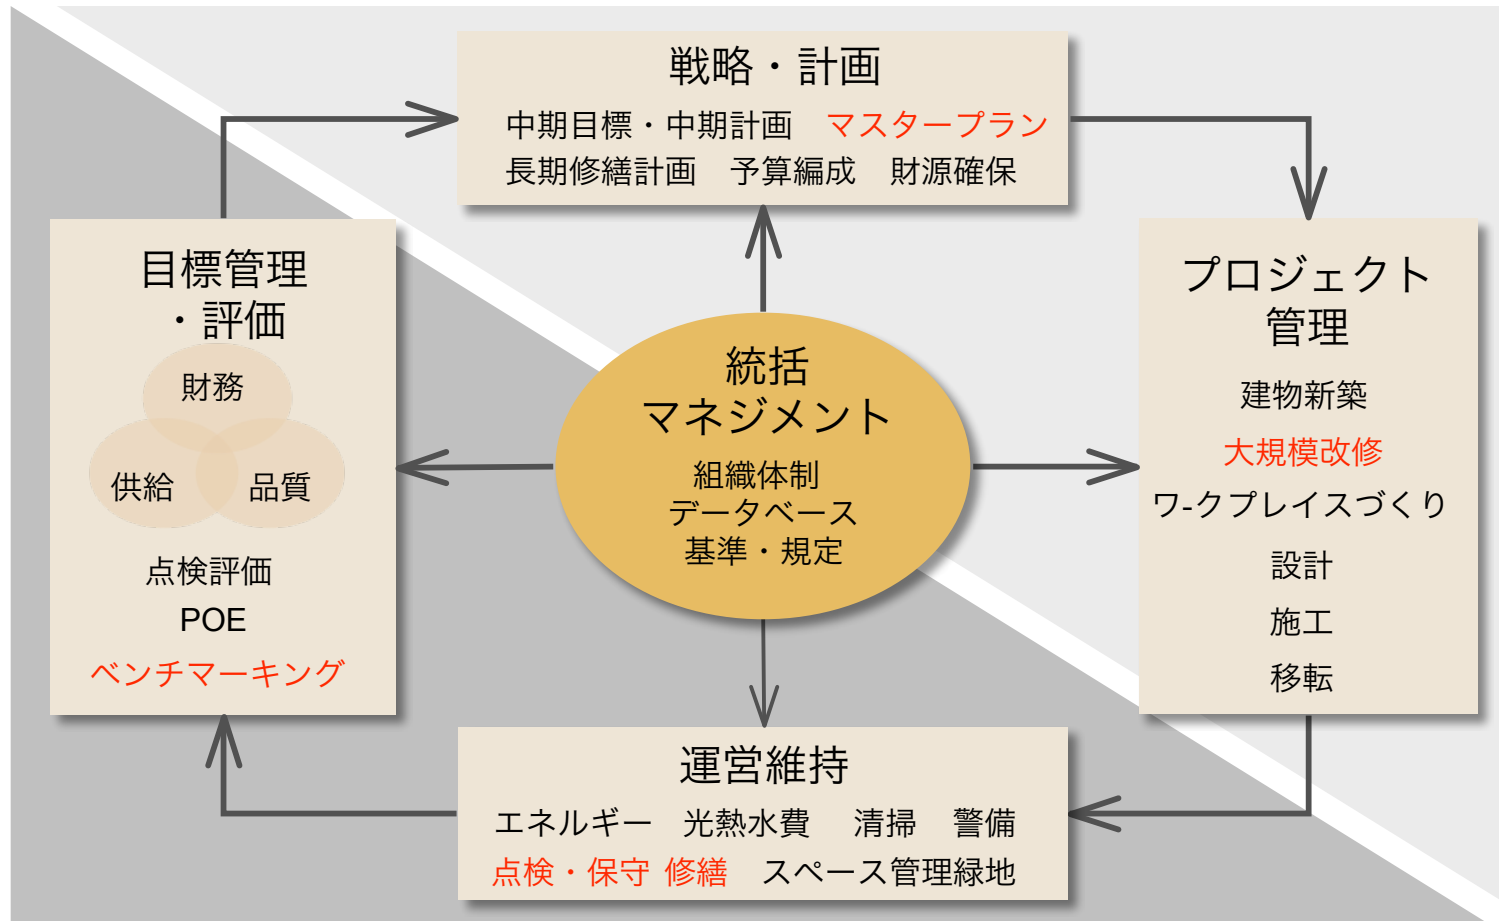 戦略・計画
中期目標・中期計画　マスタープラン
長期修繕計画　予算編成　財源確保
目標管理
・評価
財務
供給　品質
点検評価
POE
ベンチマーキング
統括
マネジメント
組織体制
データベース
基準・規定
プロジェクト
管理
建物新築
大規模改修
ワ-クプレイスづくり
設計
施工
移転
運営維持
エネルギー　光熱水費　清掃　警備
点検・保守 修繕　スペース管理緑地